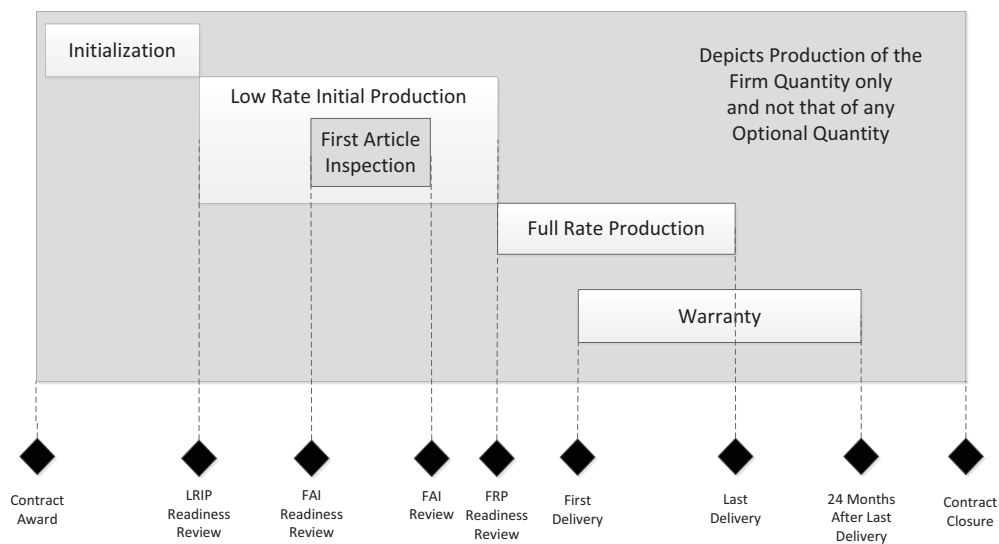 Initialization
Depicts Production of the
Firm Quantity only
and not that of any
Optional Quantity
Low Rate Initial Production
First Article
Inspection
Full Rate Production
Warranty
Contract
Award
LRIP
Readiness
Review
FAI
Readiness
Review
FAI
Review
FRP
Readiness
Review
First
Delivery
Last
Delivery
24 Months
After Last
Delivery
Contract
Closure